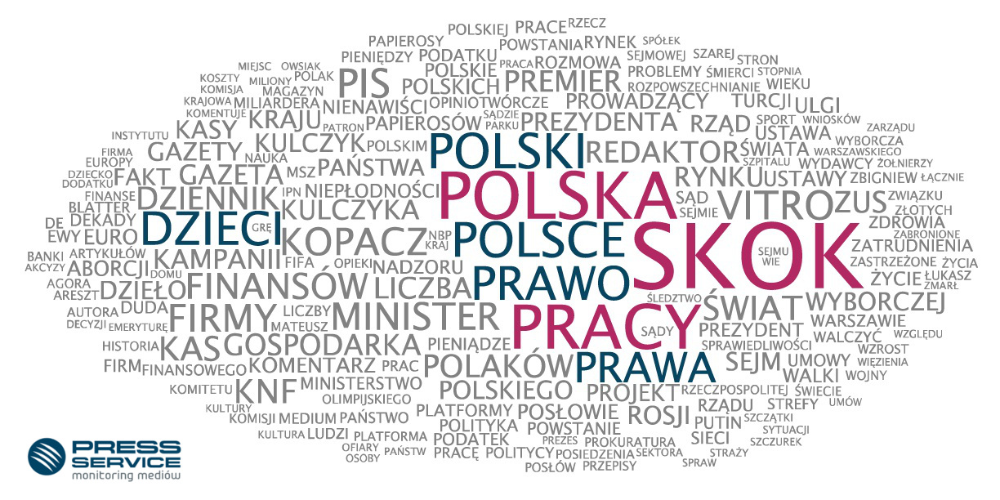 POLSKIEJ PRACE RZECZ
PAPIEROSY POWSTANIA RYNEK SPÓŁEK
PIENIĘDZY PODATKU PRACA ROZMOWA SEJMOWEJ SZAREJ STRON
MIEJSC OWSIAK POLSKIE PROBLEMY ŚMIERCI STOPNIA
KOSZTY MILIONY POLAK PIS POLSKICH PREMIER ROZPOWSZECHNIANIE WIEKU
KOMISJA MAGAZYN
KRAJOWA MILIARDERA NIENAWIŚCI OPINIOTWÓRCZE PROWADZĄCY TURCJI ULGI
KOMENTUJE KRAJU PATRON PAPIEROSÓW SĄDZIE PARKU PREZYDENTA RZĄD SPORT WNIOSKÓW
INSTYTUTU KASY USTAWA WYBORCZA ZARZĄDU
FIRMA GAZETY KULCZYK POLSKIM POLSKI REDAKTOR ŚWIATA WARSZAWSKIEGO
EUROPY NAUKA SZPITALU WYDAWCY ŻOŁNIERZY
DZIECKO FAKT GAZETA MSZ PAŃSTWA RYNKU USTAWY ZBIGNIEW ŁĄCZNIE
DODATKU IPN NIEPŁODNOŚCI POLSKA
FINANSE DZIENNIK SĄD VITRO ZUS ZWIĄZKU
BLATTER KULCZYKA SEJMIE ZŁOTYCH
DE DEKADY DZIECI GRĘ ZDROWIA
EWY EURO KOPACZ NBP POLSCE SKOK ZABRONIONE
KRAJ ZATRUDNIENIA
BANKI ARTYKUŁÓW KAMPANII FIFA OPIEKI NADZORU SEJMU WIE ZASTRZEŻONE ŻYCIA
AKCYZY ABORCJI DOMU PRAWO ŻYCIE ŁUKASZ
AGORA DZIEŁO FINANSÓW LICZBA ZMARŁ
ARESZT ŚLEDZTWO
AUTORA DUDA FIRMY LICZBY MINISTER PRACY ŚWIAT WYBORCZEJ
DECYZJI EMERYTURĘ MATEUSZ SĄDY PREZYDENT WARSZAWIE
HISTORIA KAS GOSPODARKA PIENIĄDZE SPRAWIEDLIWOŚCI WALCZYĆ WZGLĘDU
WZROST
FIRM FINANSOWEGO KOMENTARZ PRAC POLAKÓW PRAWA SEJM UMOWY WIĘZIENIA
WALKI WOJNY
KOMITETU KNF MINISTERSTWO POLSKIEGO PROJEKT RZECZPOSPOLITEJ ŚWIECIE
OLIMPIJSKIEGO RZĄDU STREFY UMÓW
KULTURY PLATFORMY POSŁOWIE ROSJI
KOMISJI MEDIUM PAŃSTWO POLITYKA POWSTANIE PUTIN SZCZĄTKI
KULTURA LUDZI PLATFORMA PODATEK PREZES PROKURATURA SIECI SYTUACJI
SZCZUREK
OFIARY PAŃSTW PRACĘ POLITYCY POSIEDZENIA SEKTORA STRAŻY
OSOBY POSŁÓW PRZEPISY SPRAW
PRESS
SERVICE
monitoring mediów